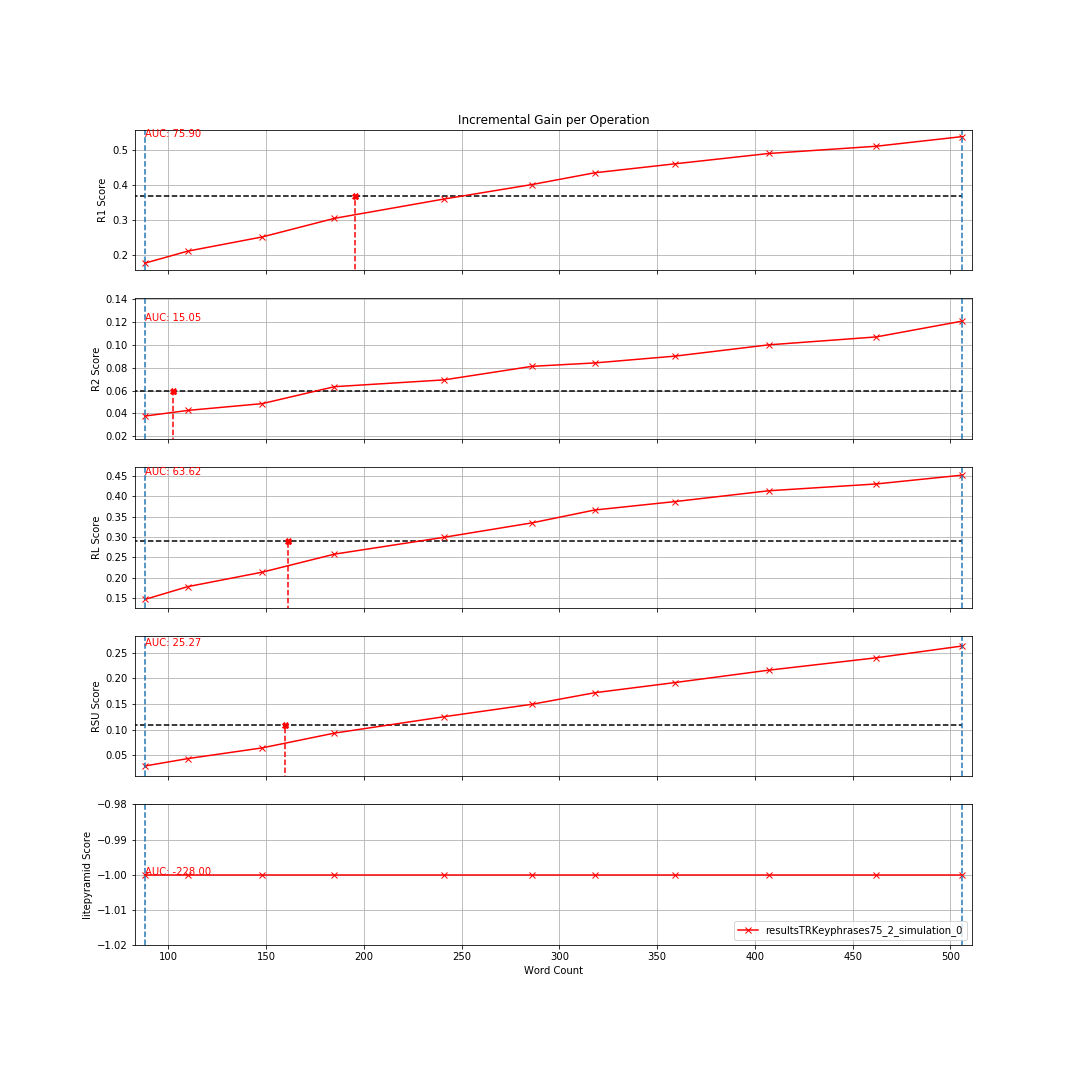 Incremental Gain per Operation
AUC: 75.90
0.5
0.4
0.3
0.2
R1 Score
AUC: 15.05
0.14
0.12
0.10
0.08
0.06
0.04
0.02
R2 Score
AUC: 63.62
0.45
0.40
0.35
0.30
0.25
0.20
0.15
RL Score
AUC: 25.27
0.25
0.20
0.15
0.10
0.05
RSU Score
−0.98
−0.99
−1.00
−1.01
−1.02
litepyramid Score
AUC: -228.00
resultsTRKeyphrases75_2_simulation_0
100 150 200 250 300 350 400 450 500
Word Count